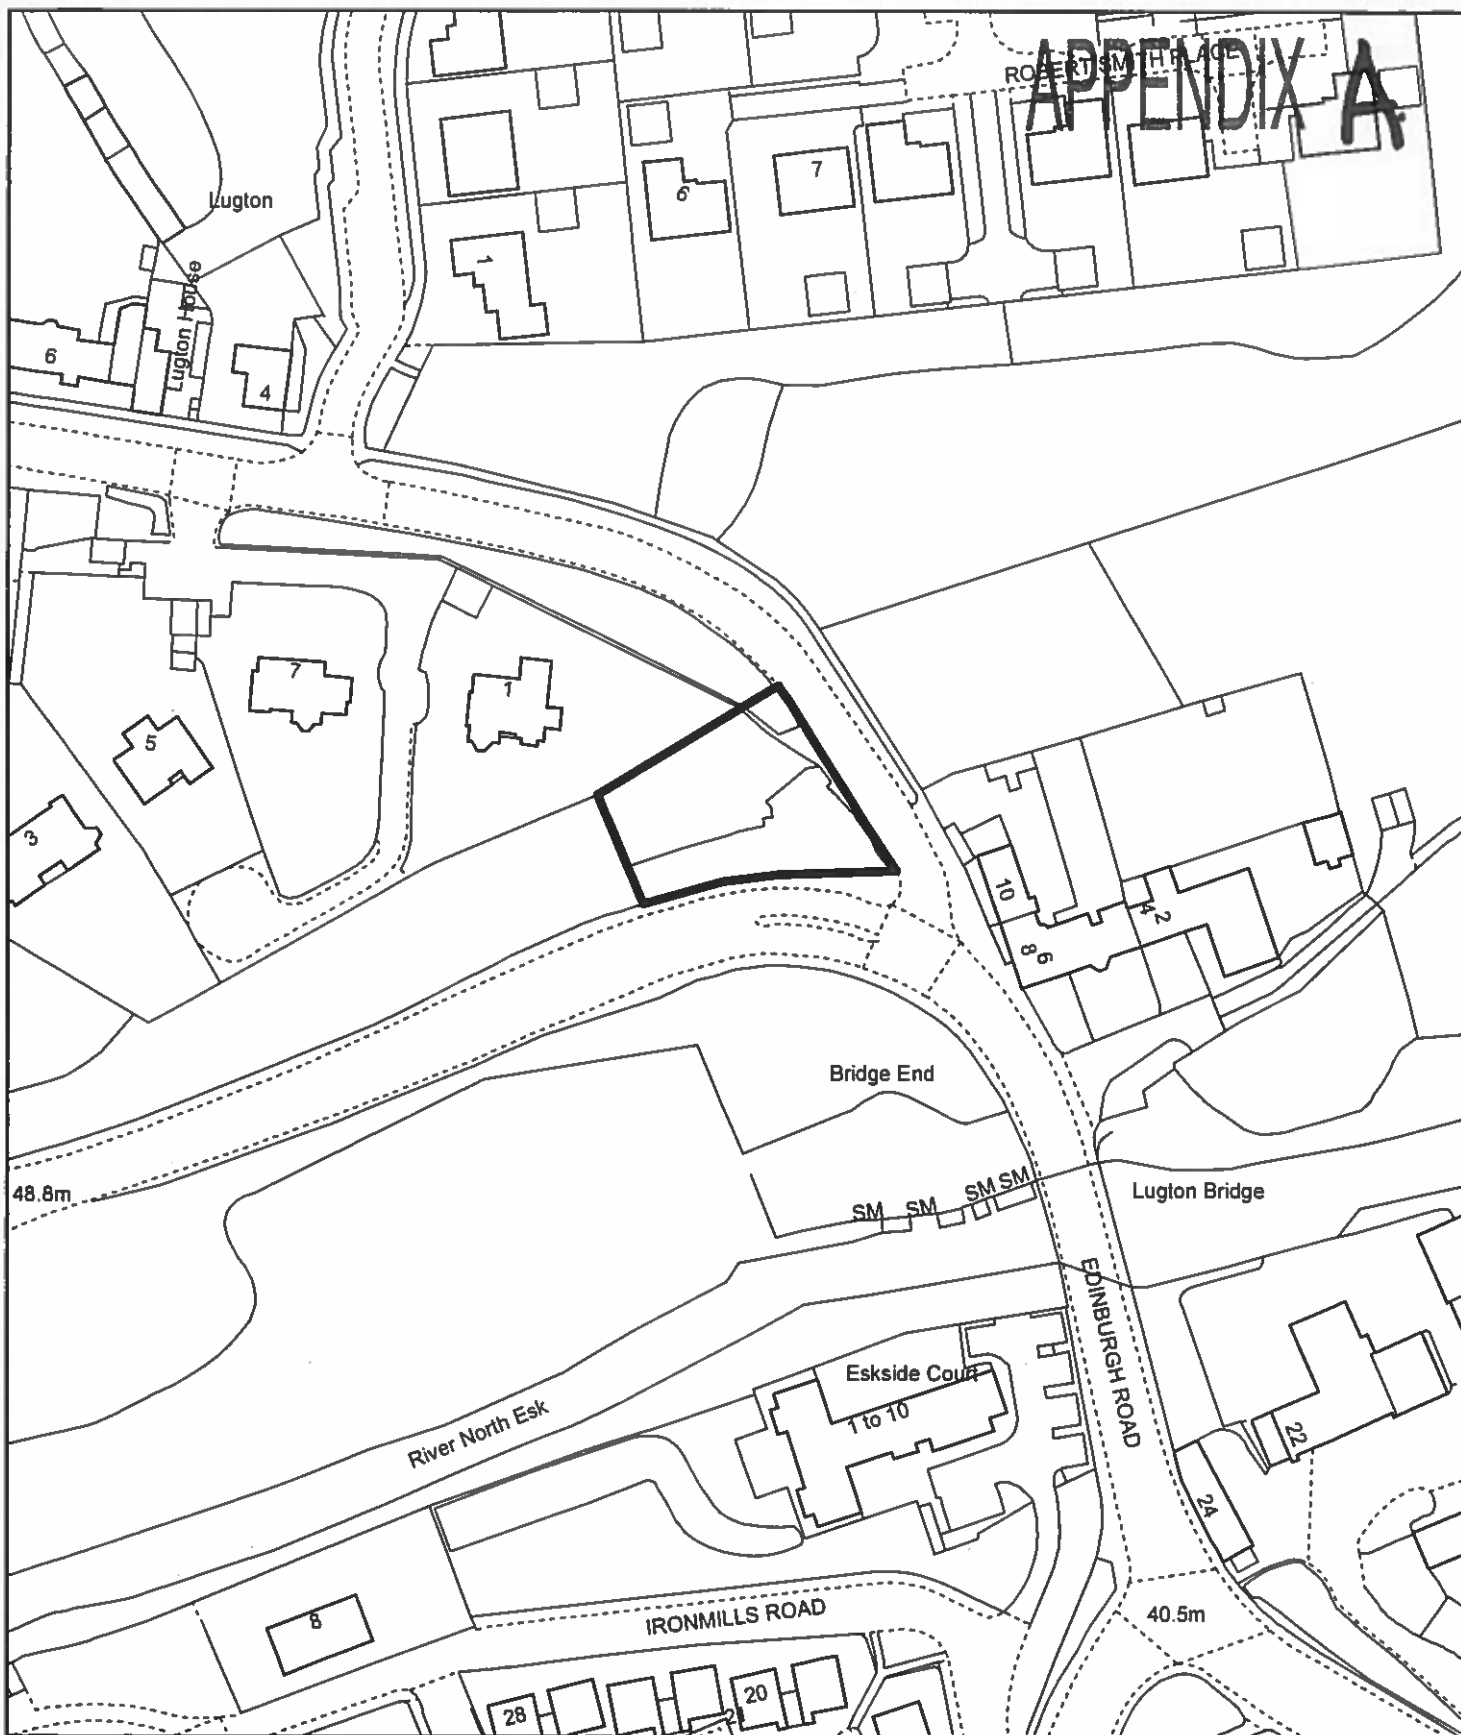 APPENDIX A
ROBERT SMITH PLACE
7
6
1
Lugton
Lugton House
6
4
7
1
5
3
10
4
2
8
6
Bridge End
48.8m
SM
SM
SM
SM
Lugton Bridge
EDINBURGH ROAD
Eskside Court
1 to 10
River North Esk
22
24
8
IRONMILLS ROAD
40.5m
20
28